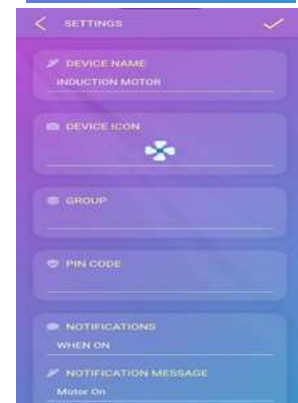 SETTINGS
DEVICE NAME
INDUCTION MOTOR
DEVICE ICON
GROUP
PIN CODE
NOTIFICATIONS
WHEN ON
NOTIFICATION MESSAGE
Motor On